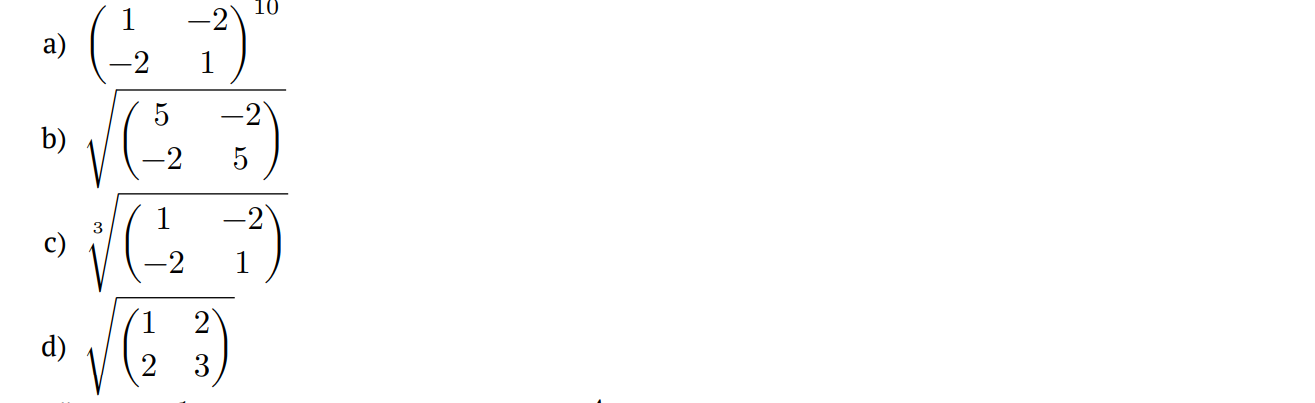 a) $\begin{pmatrix} 1 & -2 \\ -2 & 1 \end{pmatrix}^{10}$
b) $\sqrt{\begin{pmatrix} 5 & -2 \\ -2 & 5 \end{pmatrix}}$
c) $\sqrt[3]{\begin{pmatrix} 1 & -2 \\ -2 & 1 \end{pmatrix}}$
d) $\sqrt{\begin{pmatrix} 1 & 2 \\ 2 & 3 \end{pmatrix}}$